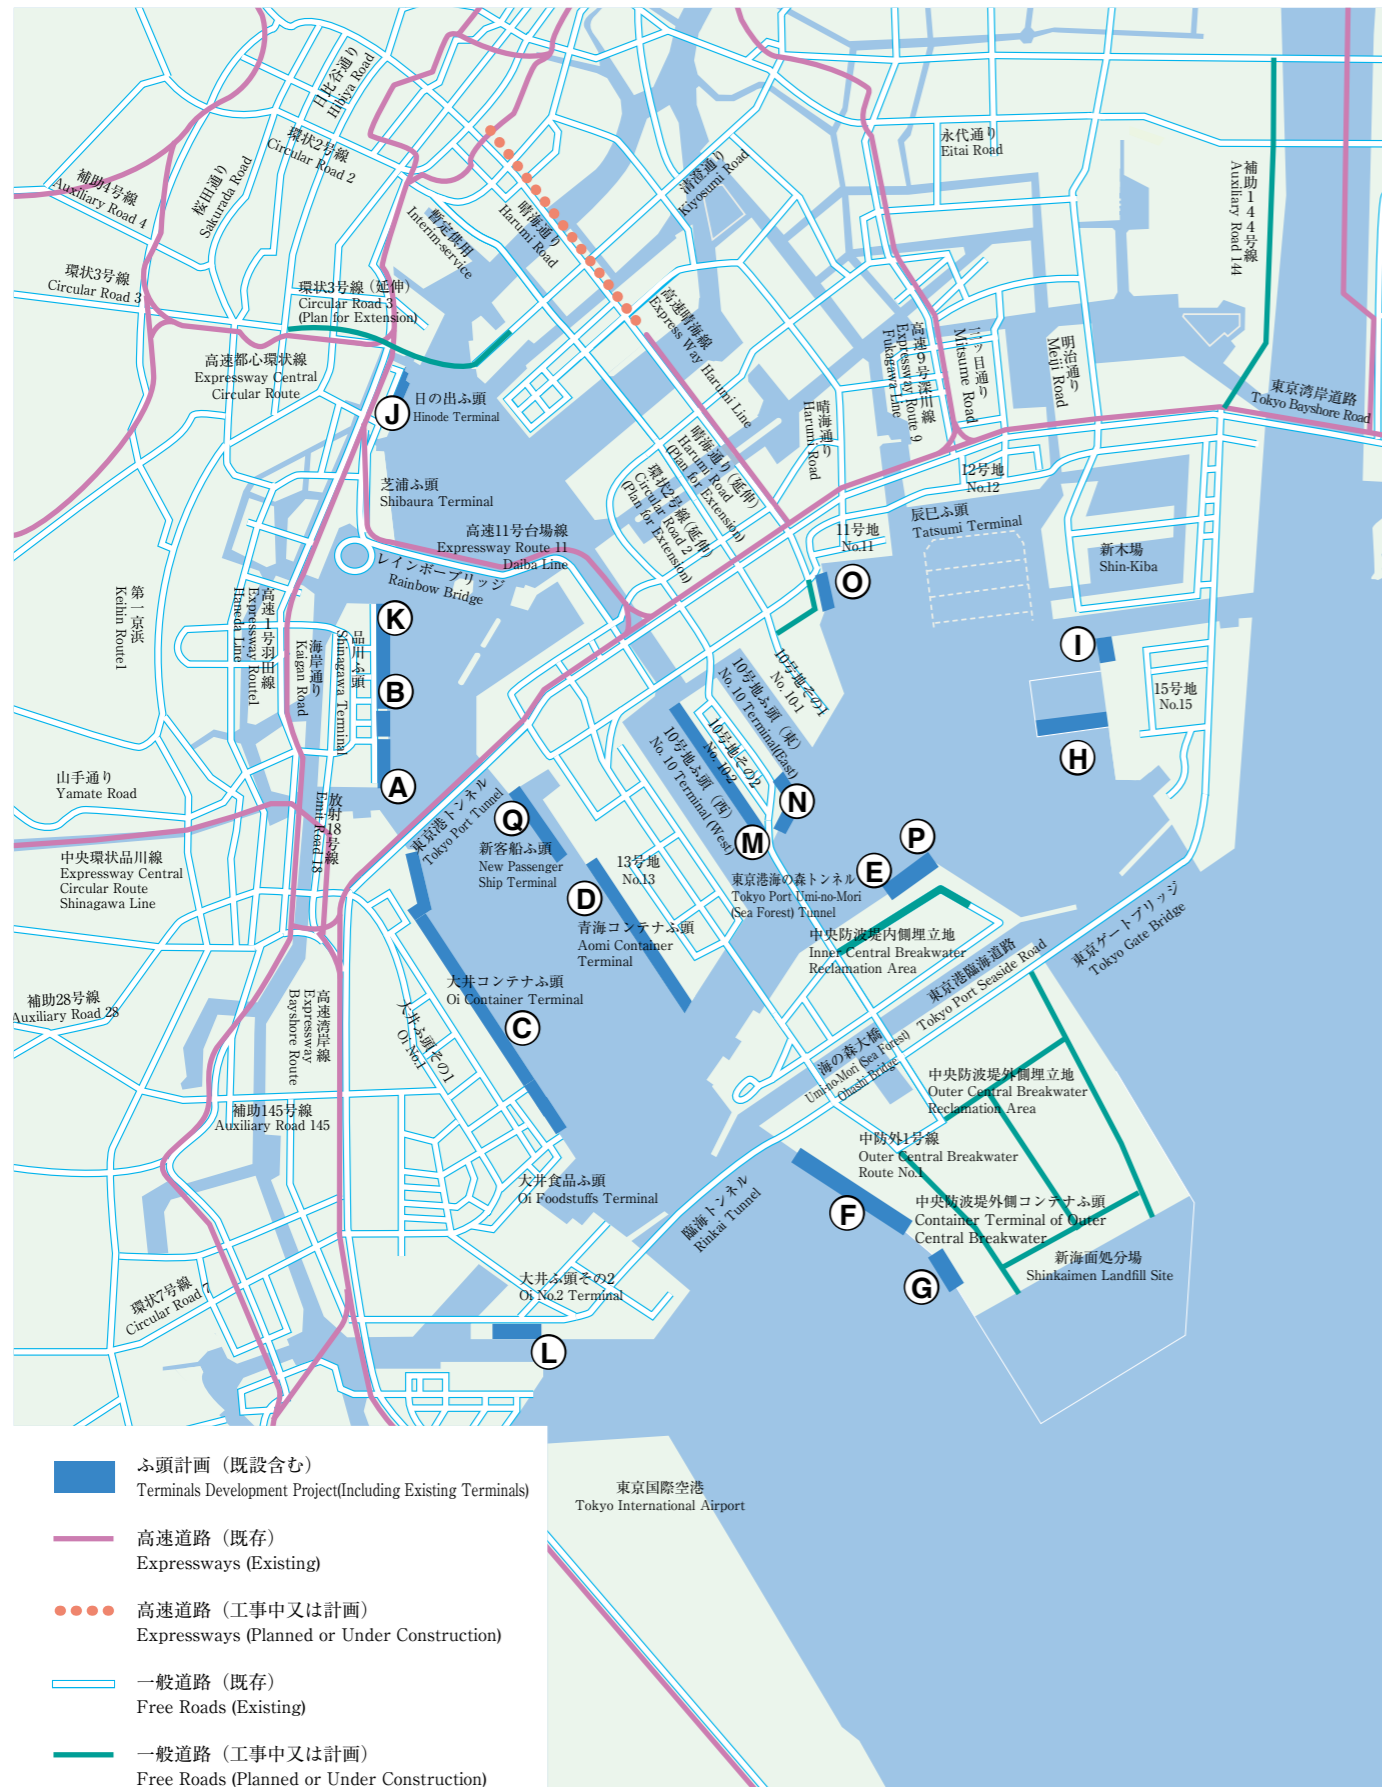 日比谷通り
Hibiya Road
環状2号線
Circular Road 2
補助4号線
Auxiliary Road 4
桜田通り
Sakurada Road
暫定供用
Interim-service
晴海通り
Harumi Road
清澄通り
Kiyosumi Road
永代通り
Eitai Road
補助144号線
Auxiliary Road 144
環状3号線
Circular Road 3
環状3号線(延伸)
Circular Road 3
(Plan for Extension)
高速晴海線
Express Way Harumi Line
高速都心環状線
Expressway Central
Circular Route
高速9号深川線
Expressway Route 9
Fukagawa Line
三ッ目通り
Mitsume Road
明治通り
Meiji Road
東京湾岸道路
Tokyo Bayshore Road
J
日の出ふ頭
Hinode Terminal
晴海通り
Harumi Road
晴海通り(延伸)
Harumi Road
(Plan for Extension)
環状2号線(延伸)
Circular Road 2
(Plan for Extension)
芝浦ふ頭
Shibaura Terminal
高速11号台場線
Expressway Route 11
Daiba Line
レインボーブリッジ
Rainbow Bridge
12号地
No.12
11号地
No.11
辰巳ふ頭
Tatsumi Terminal
新木場
Shin-Kiba
O
第一京浜
Keihin Route1
高速1号羽田線
Expressway Route1
Haneda Line
海岸通り
Kaigan Road
品川ふ頭
Shinagawa Terminal
K
B
A
10号地その1
No. 10-1
10号地ふ頭(東)
No. 10 Terminal(East)
10号地その2
No. 10-2
10号地ふ頭(西)
No. 10 Terminal (West)
I
15号地
No.15
H
山手通り
Yamate Road
放射18号線
Emit Road 18
東京港トンネル
Tokyo Port Tunnel
Q
新客船ふ頭
New Passenger
Ship Terminal
N
M
中央環状品川線
Expressway Central
Circular Route
Shinagawa Line
13号地
No.13
D
青海コンテナふ頭
Aomi Container
Terminal
P
E
東京港海の森トンネル
Tokyo Port Umi-no-Mori
(Sea Forest) Tunnel
中央防波堤内側埋立地
Inner Central Breakwater
Reclamation Area
東京ゲートブリッジ
Tokyo Gate Bridge
東京港臨海道路
Tokyo Port Seaside Road
補助28号線
Auxiliary Road 28
高速湾岸線
Expressway
Bayshore Route
大井コンテナふ頭
Oi Container Terminal
C
大井ふ頭その1
Oi No.1
海の森大橋
Umi-no-Mori (Sea Forest)
Ohashi Bridge
中央防波堤外側埋立地
Outer Central Breakwater
Reclamation Area
補助145号線
Auxiliary Road 145
中防外1号線
Outer Central Breakwater
Route No.1
大井食品ふ頭
Oi Foodstuffs Terminal
臨海トンネル
Rinkai Tunnel
F
中央防波堤外側コンテナふ頭
Container Terminal of Outer
Central Breakwater
G
新海面処分場
Shinkaimen Landfill Site
環状7号線
Circular Road 7
大井ふ頭その2
Oi No.2 Terminal
L
東京国際空港
Tokyo International Airport
ふ頭計画(既設含む)
Terminals Development Project(Including Existing Terminals)
高速道路(既存)
Expressways (Existing)
高速道路(工事中又は計画)
Expressways (Planned or Under Construction)
一般道路(既存)
Free Roads (Existing)
一般道路(工事中又は計画)
Free Roads (Planned or Under Construction)